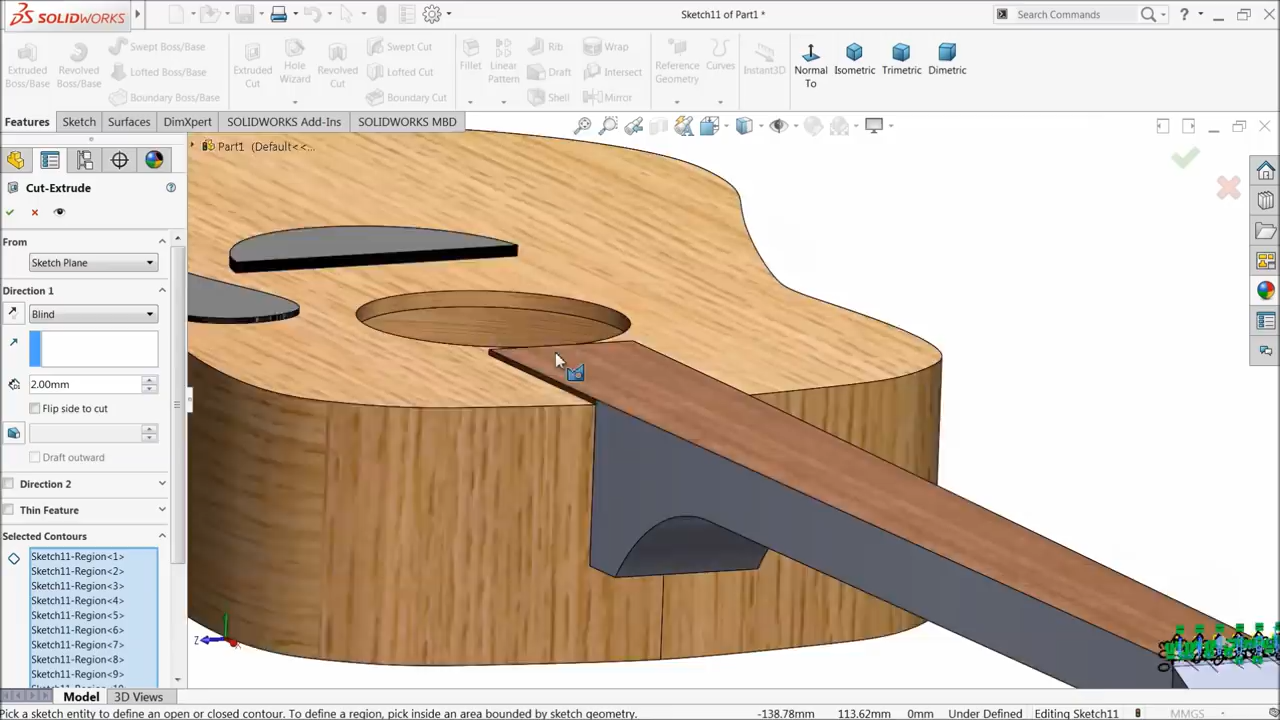 SOLIDWORKS
Sketch11 of Part1 *
Search Commands
?
Extruded Boss/Base
Revolved Boss/Base
Swept Boss/Base
Lofted Boss/Base
Boundary Boss/Base
Extruded Cut
Hole Wizard
Revolved Cut
Swept Cut
Lofted Cut
Boundary Cut
Fillet
Linear Pattern
Rib
Draft
Shell
Wrap
Intersect
Mirror
Reference Geometry
Curves
Instant3D
Normal To
Isometric
Trimetric
Dimetric
Features
Sketch
Surfaces
DimXpert
SOLIDWORKS Add-Ins
SOLIDWORKS MBD
Part1 (Default<<...
Cut-Extrude
From
Sketch Plane
Direction 1
Blind
2.00mm
Flip side to cut
Draft outward
Direction 2
Thin Feature
Selected Contours
Sketch11-Region<1>
Sketch11-Region<2>
Sketch11-Region<3>
Sketch11-Region<4>
Sketch11-Region<5>
Sketch11-Region<6>
Sketch11-Region<7>
Sketch11-Region<8>
Sketch11-Region<9>
Z
Model
3D Views
Pick a sketch entity to define an open or closed contour. To define a region, pick inside an area bounded by sketch geometry.
-138.78mm
113.62mm
0mm
Under Defined
Editing Sketch11
MMGS